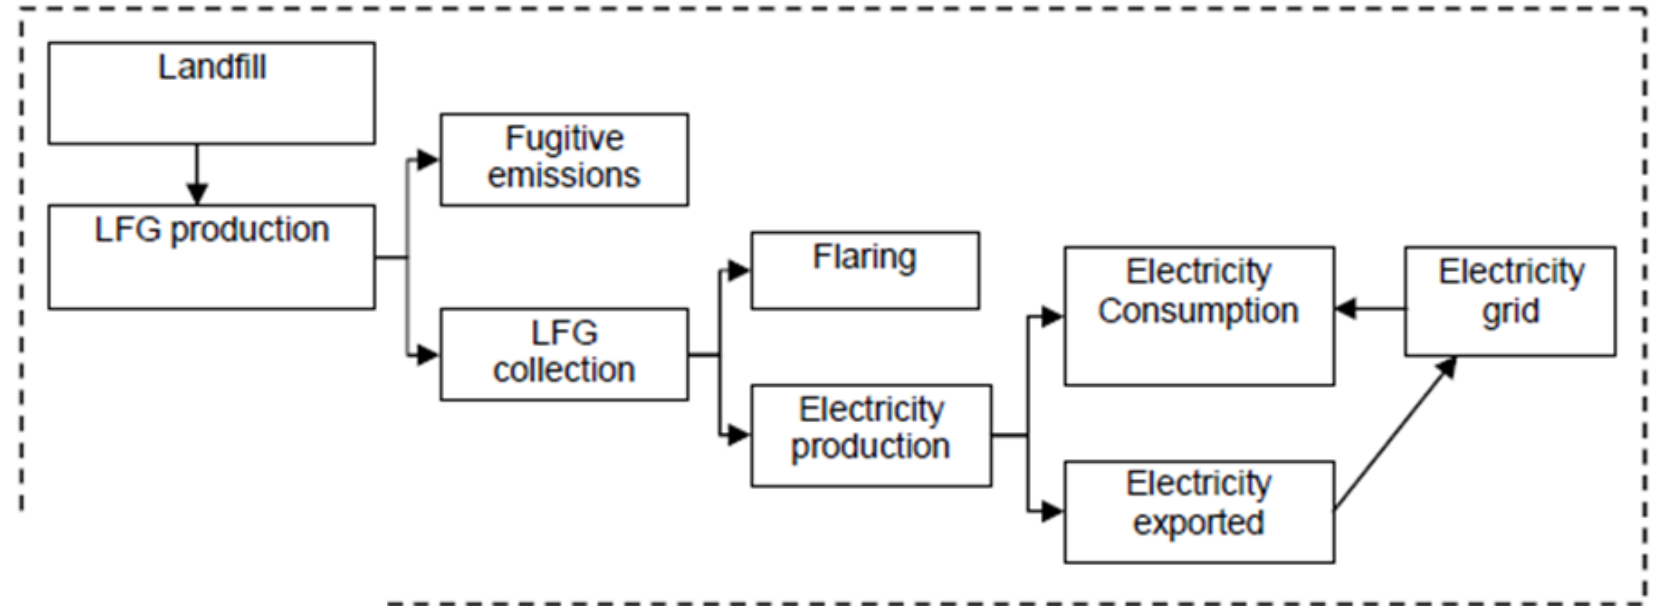 Landfill
LFG production
Fugitive
emissions
LFG
collection
Flaring
Electricity
production
Electricity
Consumption
Electricity
exported
Electricity
grid